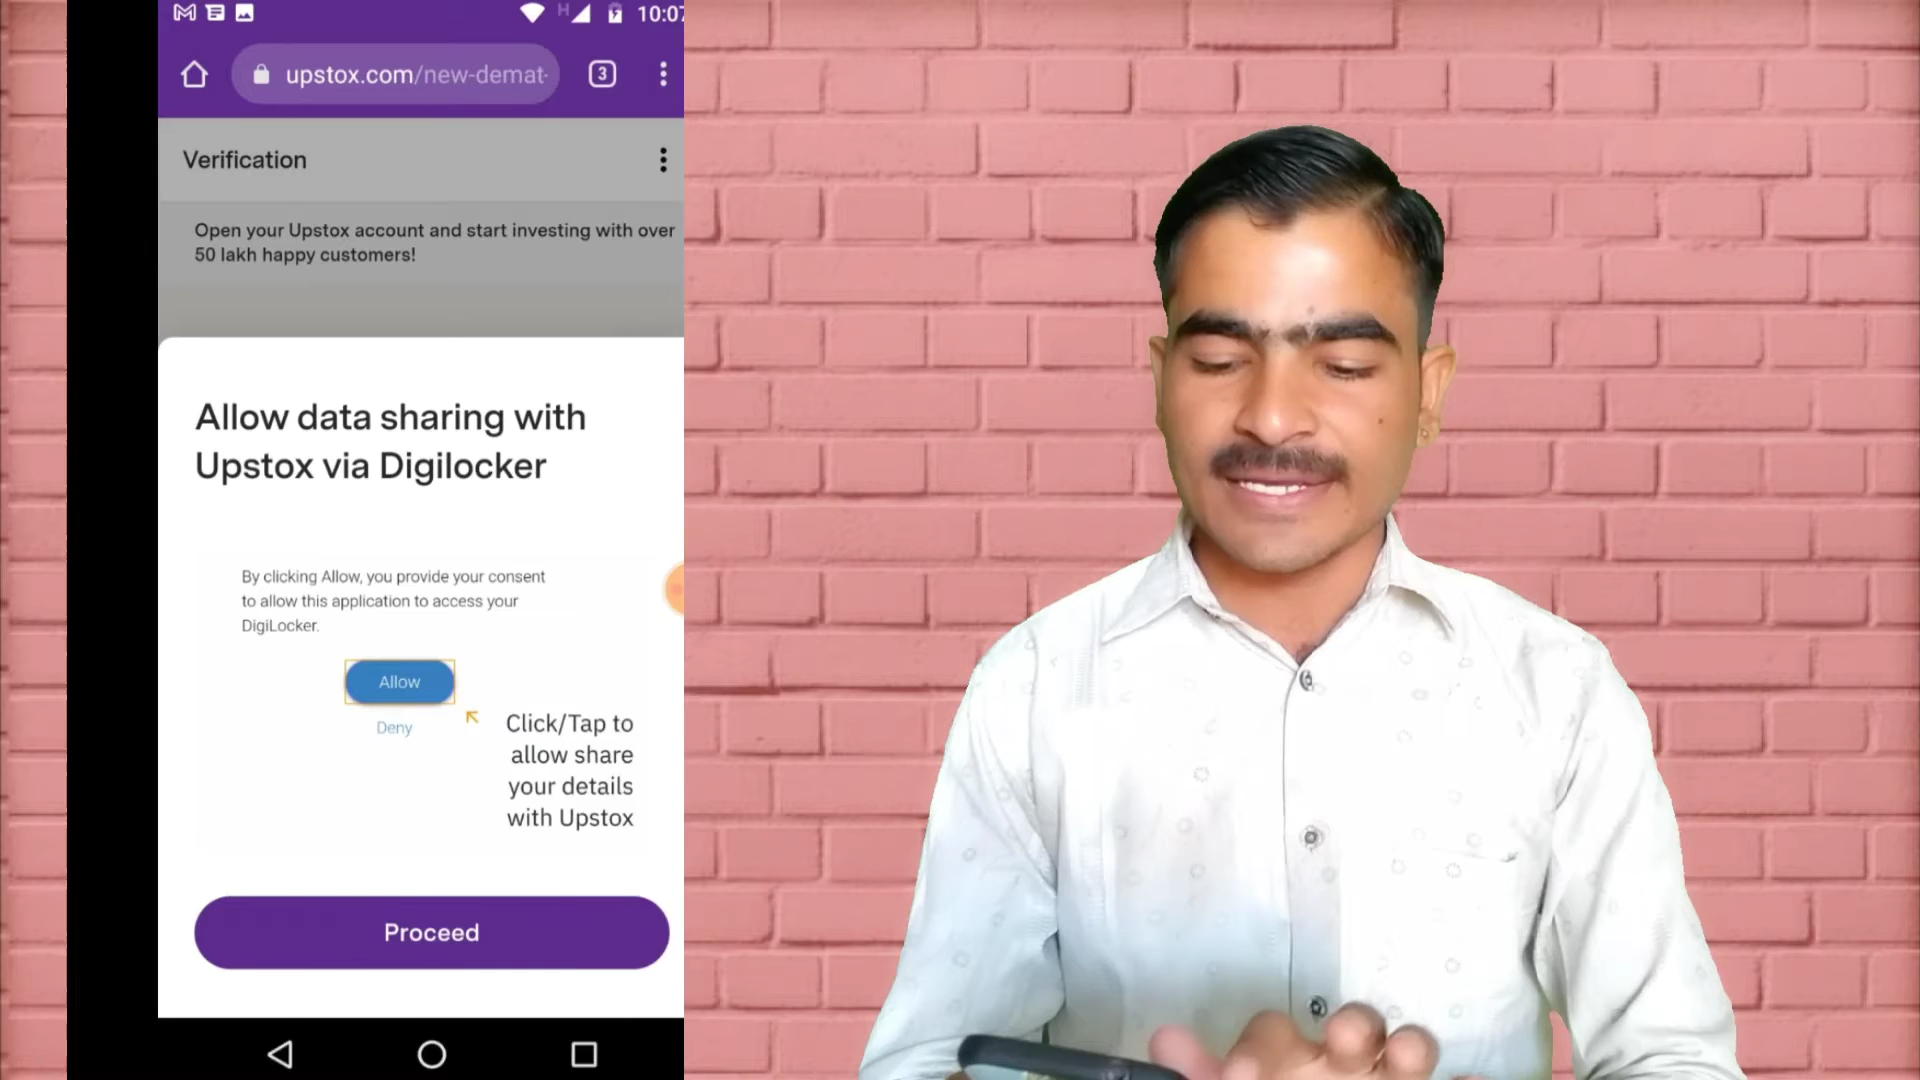 10:07
upstox.com/new-demat-
3
Verification
Open your Upstox account and start investing with over
50 lakh happy customers!
Allow data sharing with
Upstox via Digilocker
By clicking Allow, you provide your consent
to allow this application to access your
DigiLocker.
Allow
Deny
Click/Tap to
allow share
your details
with Upstox
Proceed